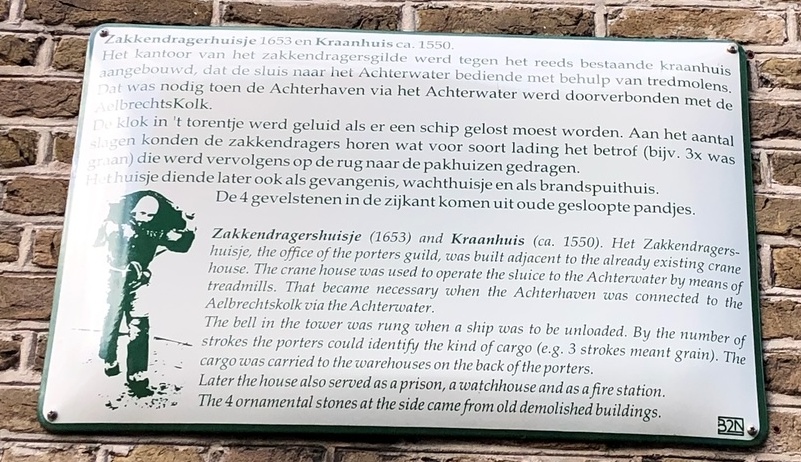 Zakkendragerhuisje 1653 en Kraanhuis ca. 1550.
Het kantoor van het zakkendragersgilde werd tegen het reeds bestaande kraanhuis
aangebouwd, dat de sluis naar het Achterwater bediende met behulp van tredmolens.
Dat was nodig toen de Achterhaven via het Achterwater werd doorverbonden met de
AelbrechtsKolk.
De klok in 't torentje werd geluid als er een schip gelost moest worden. Aan het aantal
slagen konden de zakkendragers horen wat voor soort lading het betrof (bijv. 3x was
graan) die werd vervolgens op de rug naar de pakhuizen gedragen.
Het huisje diende later ook als gevangenis, wachthuisje en als brandspuithuis.
De 4 gevelstenen in de zijkant komen uit oude gesloopte pandjes.
Zakkendragershuisje (1653) and Kraanhuis (ca. 1550). Het Zakkendragers-
huisje, the office of the porters guild, was built adjacent to the already existing crane
house. The crane house was used to operate the sluice to the Achterwater by means of
treadmills. That became necessary when the Achterhaven was connected to the
Aelbrechtskolk via the Achterwater.
The bell in the tower was rung when a ship was to be unloaded. By the number of
strokes the porters could identify the kind of cargo (e.g. 3 strokes meant grain). The
cargo was carried to the warehouses on the back of the porters.
Later the house also served as a prison, a watchhouse and as a fire station.
The 4 ornamental stones at the side came from old demolished buildings.
B2N